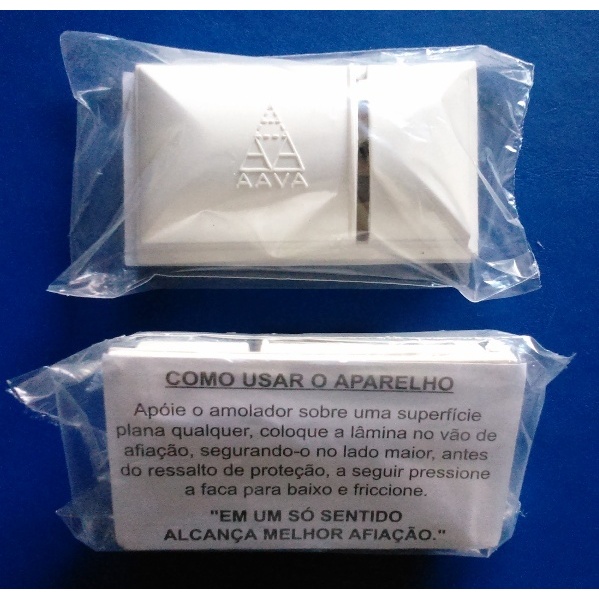 AAVA
COMO USAR O APARELHO
Apóie o amolador sobre uma superfície
plana qualquer, coloque a lâmina no vão de
afiação, segurando-o no lado maior, antes
do ressalto de proteção, a seguir pressione
a faca para baixo e friccione.
"EM UM SÓ SENTIDO
ALCANÇA MELHOR AFIAÇÃO."